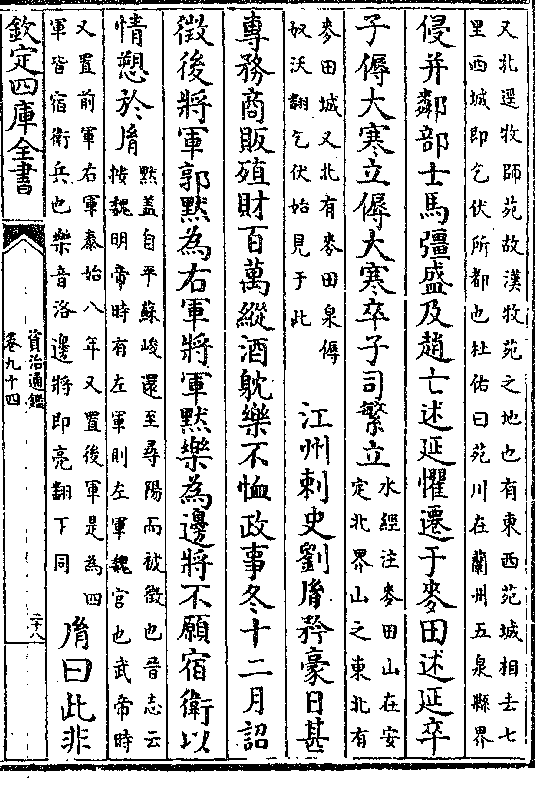 又北逕牧師苑故漢牧苑之地也有東西苑城相去七
里西城即乞伏所都也杜佑曰苑川在蘭州五泉縣界
侵并鄰部士馬彊盛及趙亡述延懼遷于麥田述延卒
子傉大寒立傉大寒卒子司繁立
水經注麥田山在安
定北界山之東北有
麥田城又北有麥田泉傉
奴沃翻乞伏始見于此
江州刺史劉㣧矜豪日甚
專務商販殖財百萬縱酒躭樂不恤政事冬十二月詔
徵後將軍郭默為右軍將軍默樂為邊將不願宿衛以
情愬於㣧
默盖自平蘇峻還至尋陽而被徵也晉志云
按魏明帝時有左軍則左軍魏官也武帝時
又置前軍右軍泰始八年又置後軍是為四
軍皆宿衛兵也樂音洛邊將即亮翻下同
㣧曰此非
欽定四庫全書
資治通鑑
卷九十四
二十八